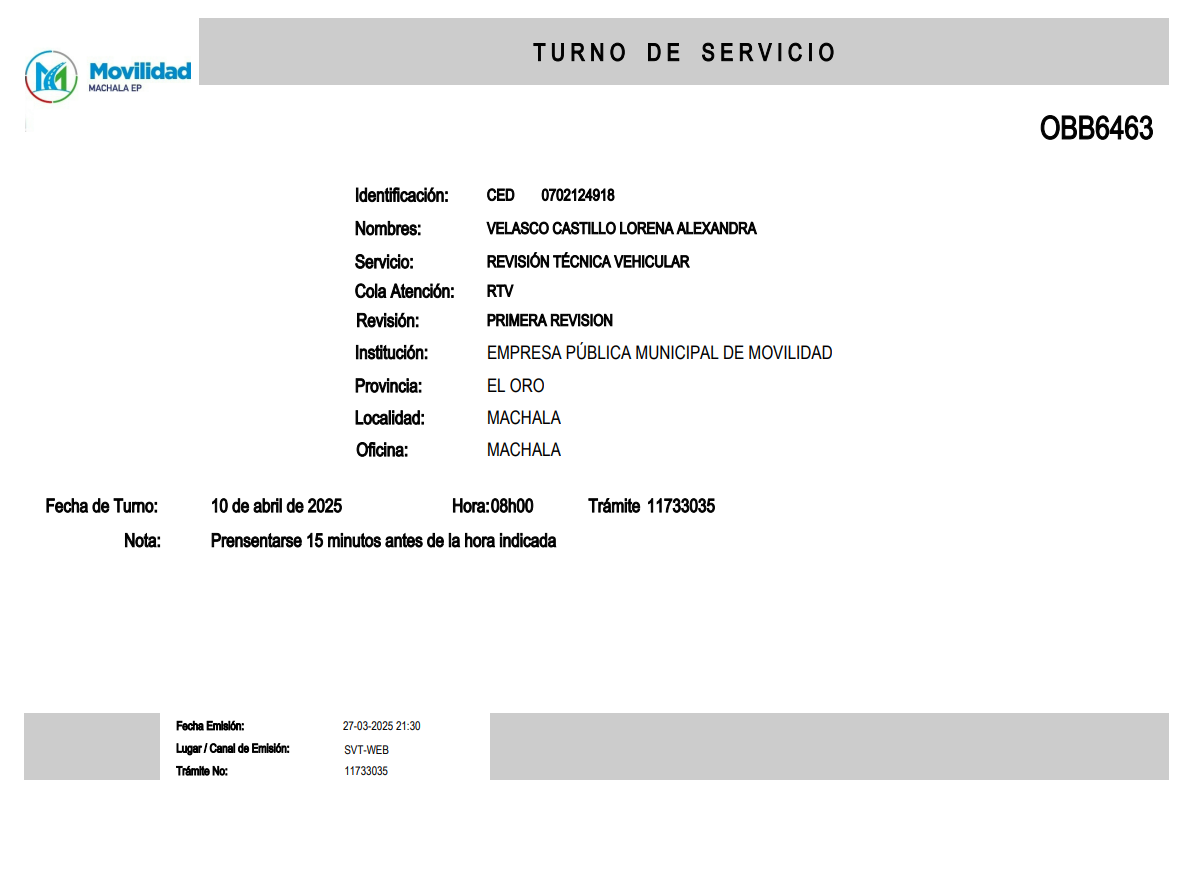 TURNO DE SERVICIO
Movilidad
MACHALA EP
OBB6463
Identificación: CED 0702124918
Nombres: VELASCO CASTILLO LORENA ALEXANDRA
Servicio: REVISIÓN TÉCNICA VEHICULAR
Cola Atención: RTV
Revisión: PRIMERA REVISION
Institución: EMPRESA PÚBLICA MUNICIPAL DE MOVILIDAD
Provincia: EL ORO
Localidad: MACHALA
Oficina: MACHALA
Fecha de Turno: 10 de abril de 2025 Hora:08h00 Trámite 11733035
Nota: Prensentarse 15 minutos antes de la hora indicada
Fecha Emisión: 27-03-2025 21:30
Lugar / Canal de Emisión: SVT-WEB
Trámite No: 11733035